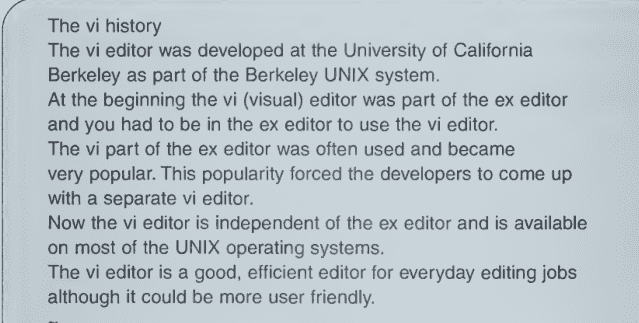 The vi history
The vi editor was developed at the University of California
Berkeley as part of the Berkeley UNIX system.
At the beginning the vi (visual) editor was part of the ex editor
and you had to be in the ex editor to use the vi editor.
The vi part of the ex editor was often used and became
very popular. This popularity forced the developers to come up
with a separate vi editor.
Now the vi editor is independent of the ex editor and is available
on most of the UNIX operating systems.
The vi editor is a good, efficient editor for everyday editing jobs
although it could be more user friendly.
~